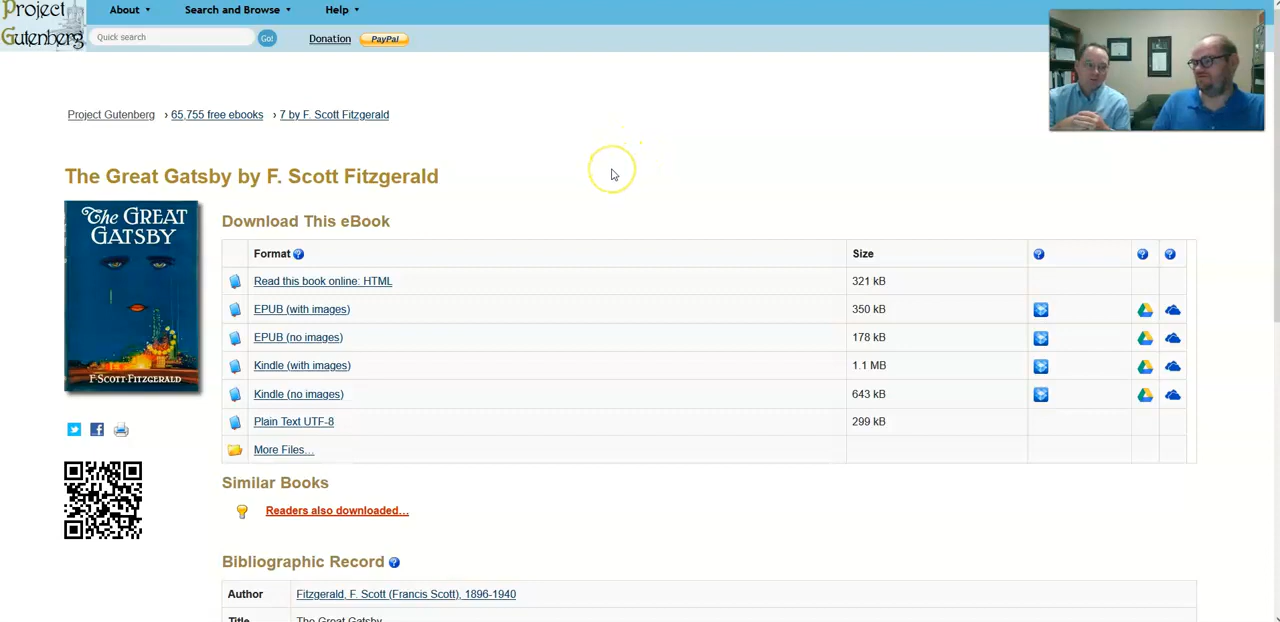 Project
Gutenberg
About
Search and Browse
Help
Quick search
Go!
Donation
PayPal
Project Gutenberg › 65,755 free ebooks › 7 by F. Scott Fitzgerald
The Great Gatsby by F. Scott Fitzgerald
The GREAT
GATSBY
F·SCOTT·FITZGERALD
Download This eBook
Format ? Size ? ? ?
Read this book online: HTML 321 kB
EPUB (with images) 350 kB
EPUB (no images) 178 kB
Kindle (with images) 1.1 MB
Kindle (no images) 643 kB
Plain Text UTF-8 299 kB
More Files...
Similar Books
Readers also downloaded…
Bibliographic Record ?
Author Fitzgerald, F. Scott (Francis Scott), 1896-1940
Title The Great Gatsby